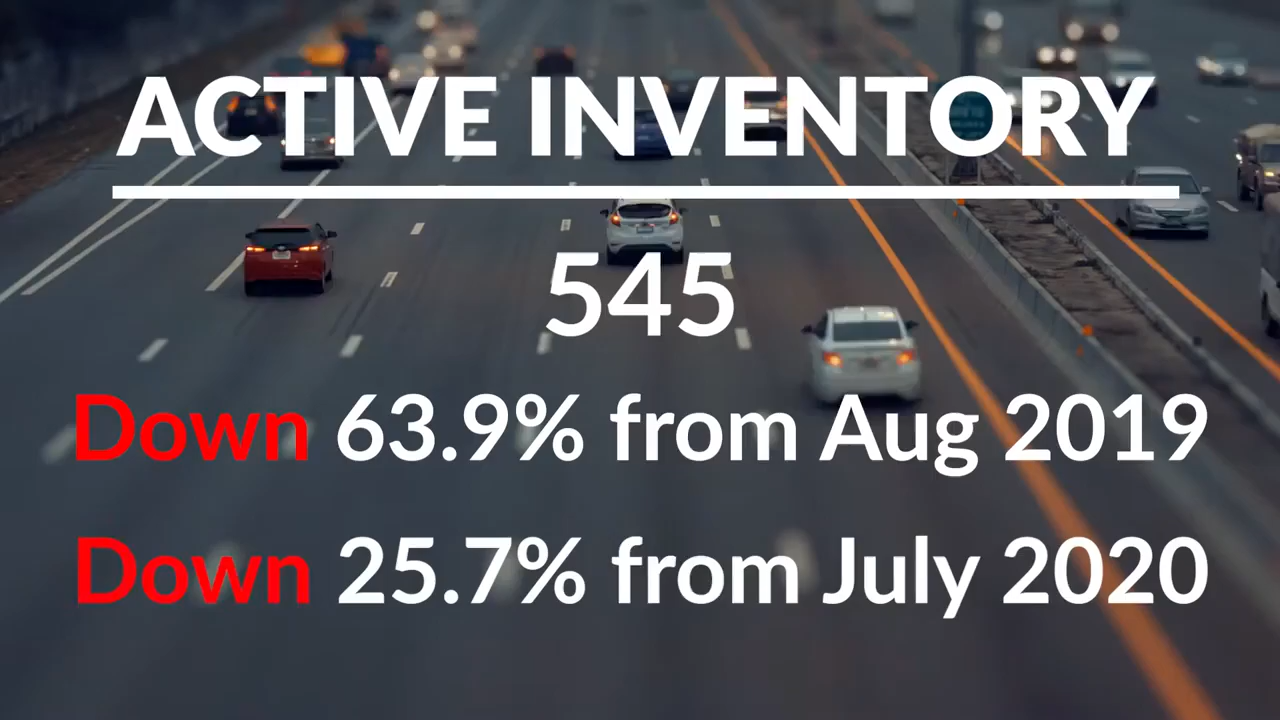 ACTIVE INVENTORY
545
Down 63.9% from Aug 2019
Down 25.7% from July 2020